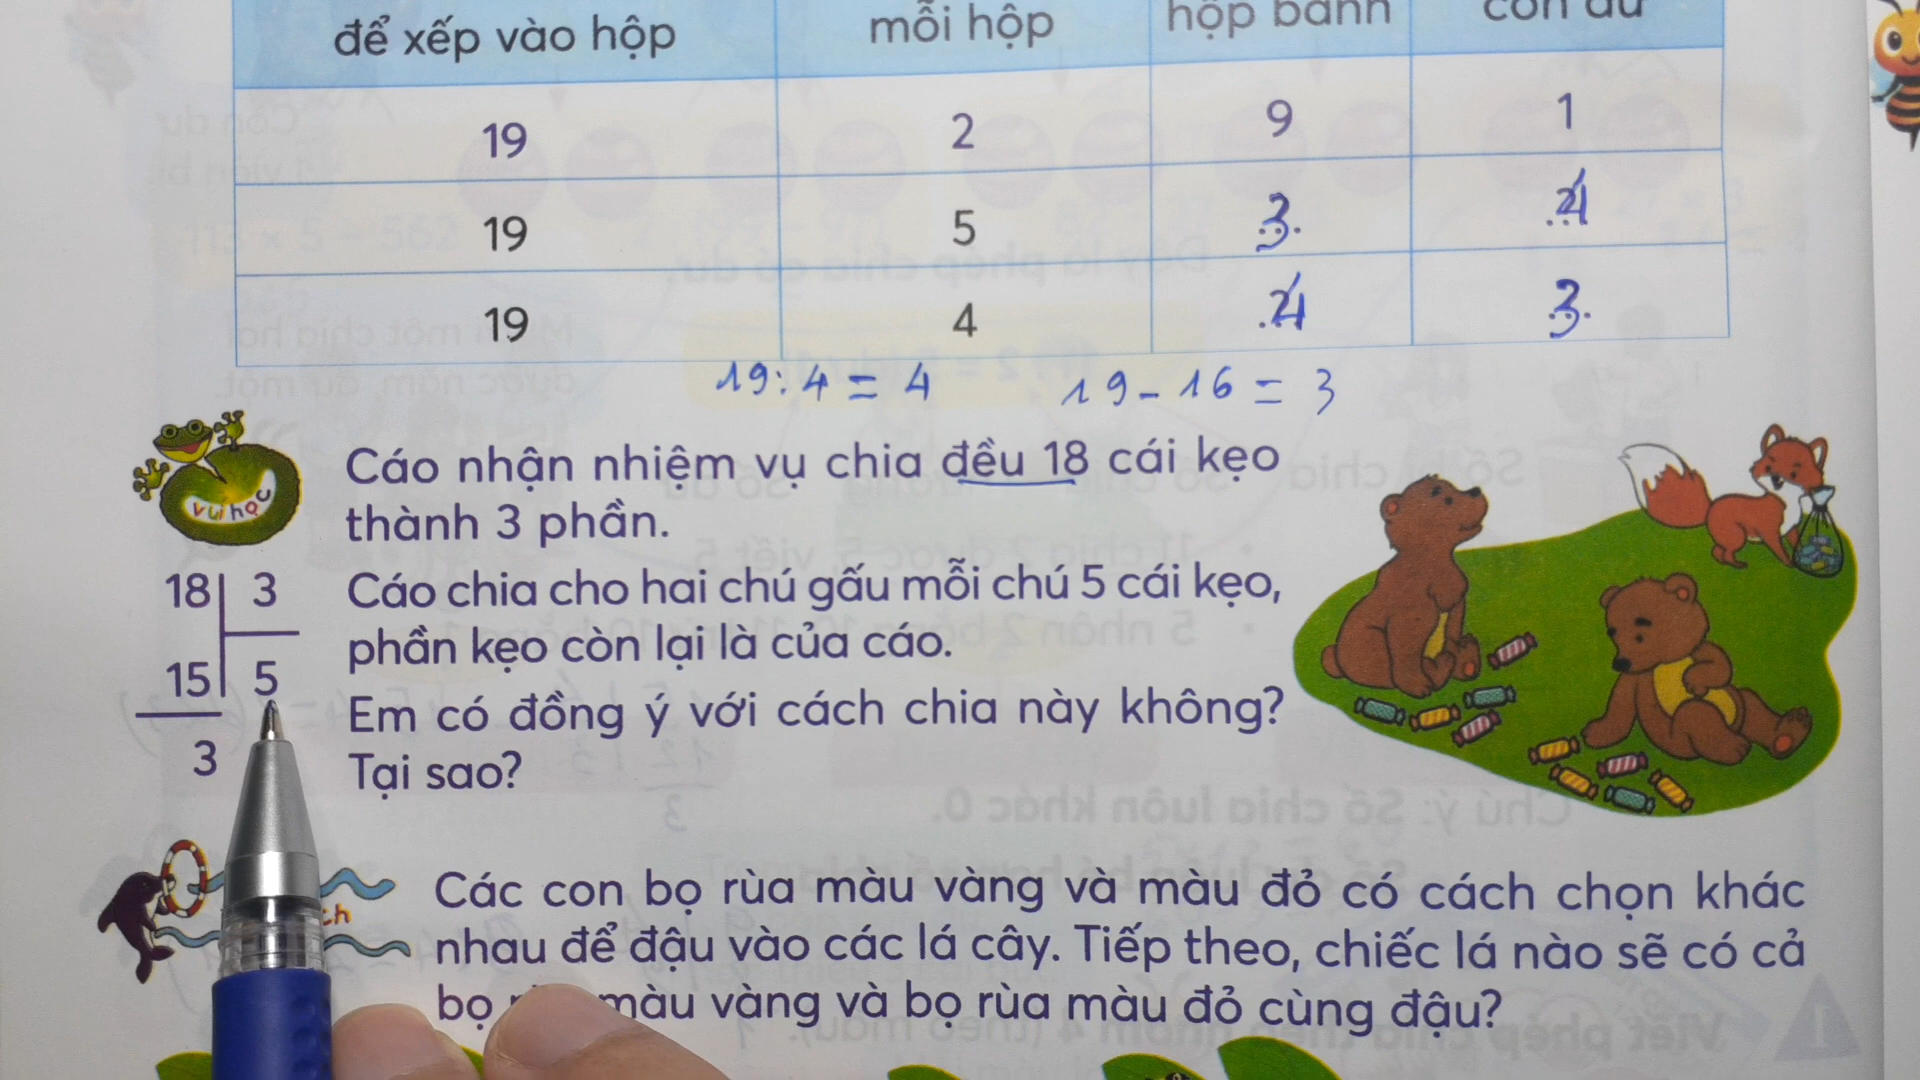 để xếp vào hộp mỗi hộp hộp bánh còn dư
19 2 9 1
19 5 3 4
19 4 4 3
19 : 4 = 4 19 - 16 = 3
Cáo nhận nhiệm vụ chia đều 18 cái kẹo
thành 3 phần.
vui học
18 3
15 5
3
Cáo chia cho hai chú gấu mỗi chú 5 cái kẹo,
phần kẹo còn lại là của cáo.
Em có đồng ý với cách chia này không?
Tại sao?
Các con bọ rùa màu vàng và màu đỏ có cách chọn khác
nhau để đậu vào các lá cây. Tiếp theo, chiếc lá nào sẽ có cả
bọ màu vàng và bọ rùa màu đỏ cùng đậu?